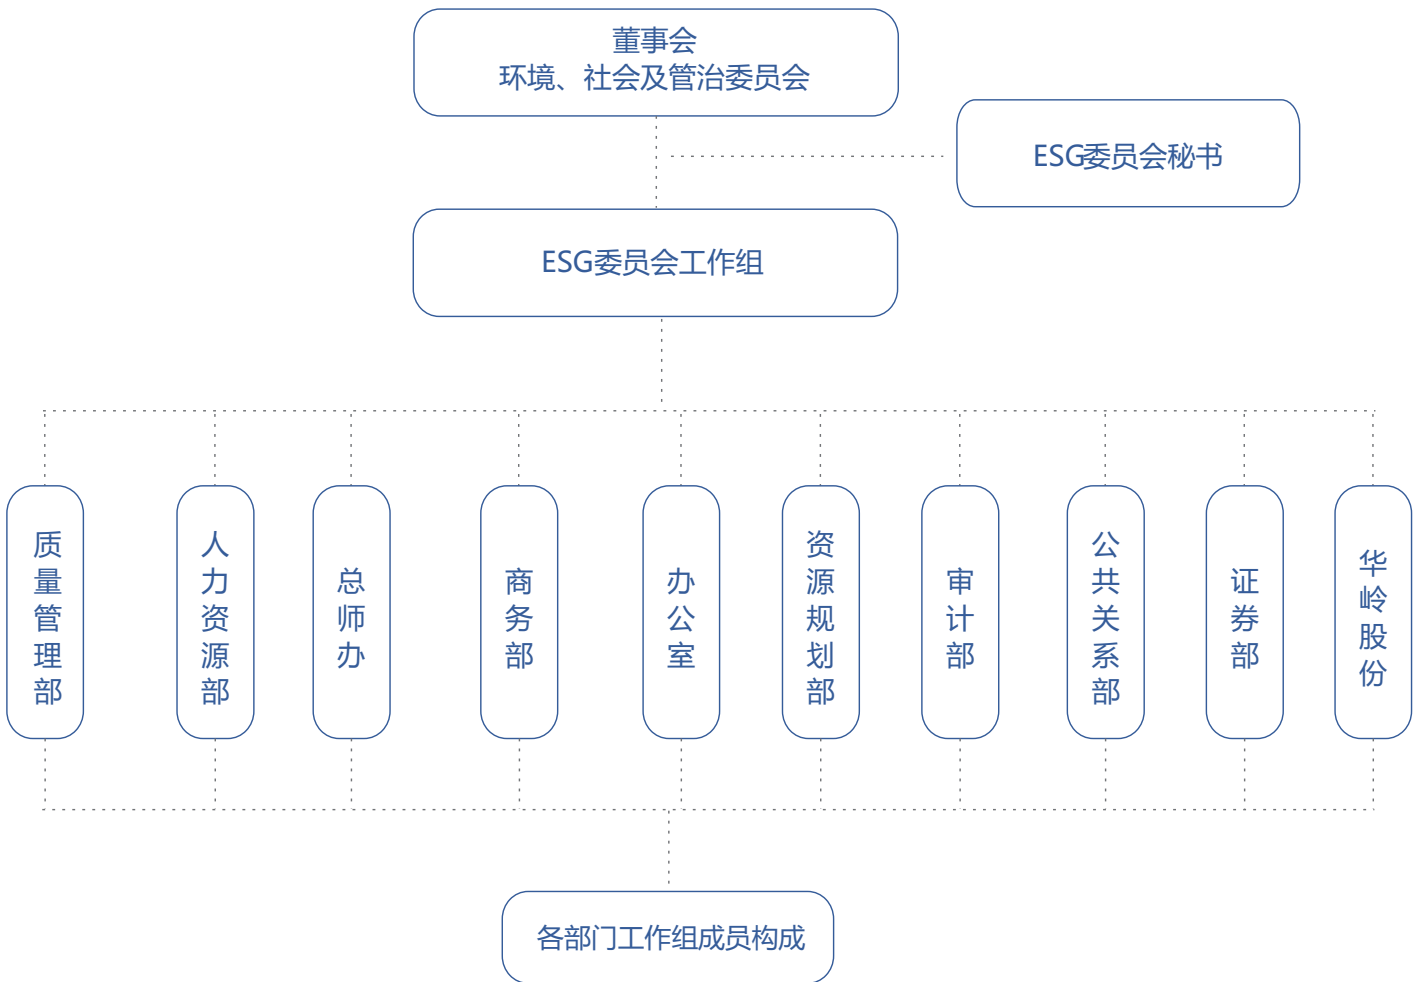 董事会
环境、社会及管治委员会
ESG委员会秘书
ESG委员会工作组
质量管理部
人力资源部
总师办
商务部
办公室
资源规划部
审计部
公共关系部
证券部
华岭股份
各部门工作组成员构成